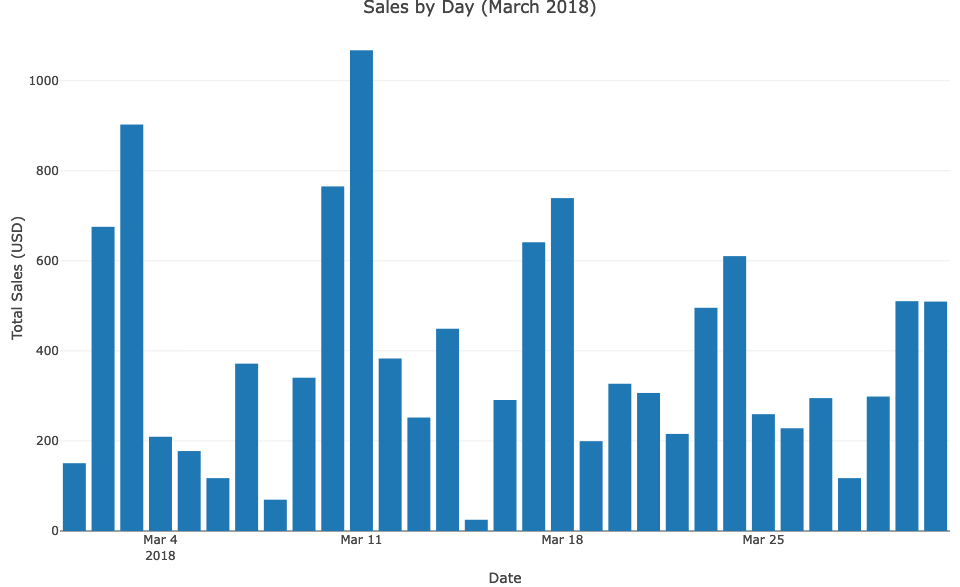 Sales by Day (March 2018)
Total Sales (USD)
1000
800
600
400
200
0
Mar 4
2018
Mar 11
Mar 18
Mar 25
Date